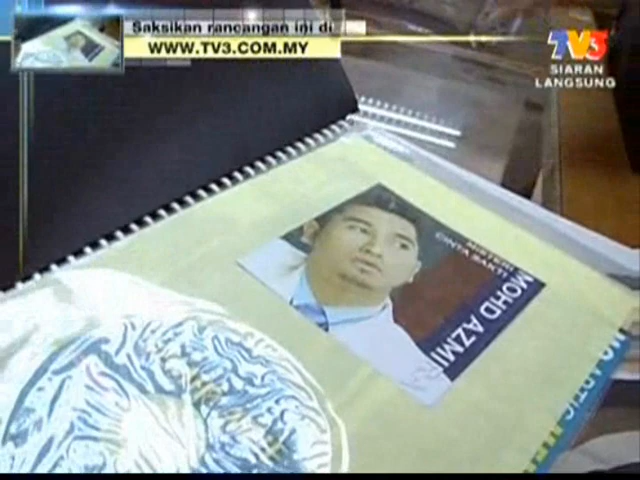 Saksikan rancangan ini di
WWW.TV3.COM.MY
TV3
SIARAN
LANGSUNG
MISTERI
CINTA SAKTI
MOHD AZMI